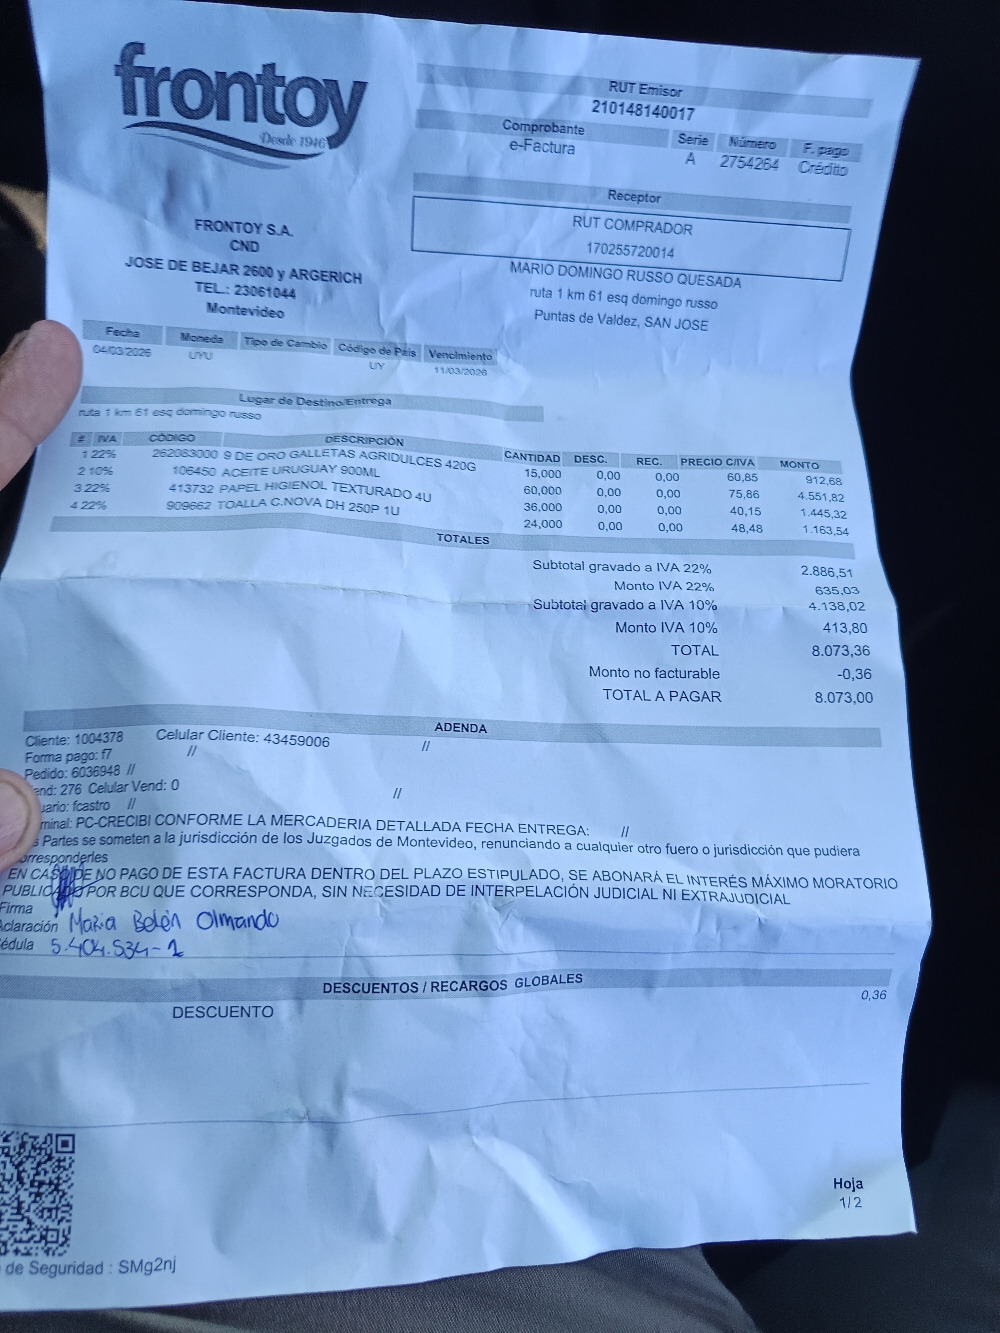 frontoy
Desde 1946
RUT Emisor
210148140017
Comprobante Serie Número F. pago
e-Factura A 2754264 Crédito
Receptor
RUT COMPRADOR
170255720014
MARIO DOMINGO RUSSO QUESADA
ruta 1 km 61 esq domingo russo
Puntas de Valdez, SAN JOSE
FRONTOY S.A.
CND
JOSE DE BEJAR 2600 y ARGERICH
TEL.: 23061044
Montevideo
Fecha Moneda Tipo de Cambio Código de País Vencimiento
04/03/2026 UYU UY 11/03/2026
Lugar de Destino/Entrega
ruta 1 km 61 esq domingo russo
# IVA CÓDIGO DESCRIPCIÓN CANTIDAD DESC. REC. PRECIO C/IVA MONTO
1 22% 262083000 9 DE ORO GALLETAS AGRIDULCES 420G 15,000 0,00 0,00 60,85 912,68
2 10% 106450 ACEITE URUGUAY 900ML 60,000 0,00 0,00 75,86 4.551,82
3 22% 413732 PAPEL HIGIENOL TEXTURADO 4U 36,000 0,00 0,00 40,15 1.445,32
4 22% 909662 TOALLA C.NOVA DH 250P 1U 24,000 0,00 0,00 48,48 1.163,54
TOTALES
Subtotal gravado a IVA 22% 2.886,51
Monto IVA 22% 635,03
Subtotal gravado a IVA 10% 4.138,02
Monto IVA 10% 413,80
TOTAL 8.073,36
Monto no facturable -0,36
TOTAL A PAGAR 8.073,00
ADENDA
Cliente: 1004378 Celular Cliente: 43459006 //
Forma pago: f7 //
Pedido: 6036948 //
end: 276 Celular Vend: 0 //
uario: fcastro //
minal: PC-CRECIBI CONFORME LA MERCADERIA DETALLADA FECHA ENTREGA: //
s Partes se someten a la jurisdicción de los Juzgados de Montevideo, renunciando a cualquier otro fuero o jurisdicción que pudiera
orresponderles
EN CASO DE NO PAGO DE ESTA FACTURA DENTRO DEL PLAZO ESTIPULADO, SE ABONARÁ EL INTERÉS MÁXIMO MORATORIO
PUBLICADO POR BCU QUE CORRESPONDA, SIN NECESIDAD DE INTERPELACIÓN JUDICIAL NI EXTRAJUDICIAL
Firma
Aclaración Maria Belén Olmando
édula 5.404.534-1
DESCUENTOS / RECARGOS GLOBALES
DESCUENTO 0,36
Hoja
1/2
de Seguridad : SMg2nj